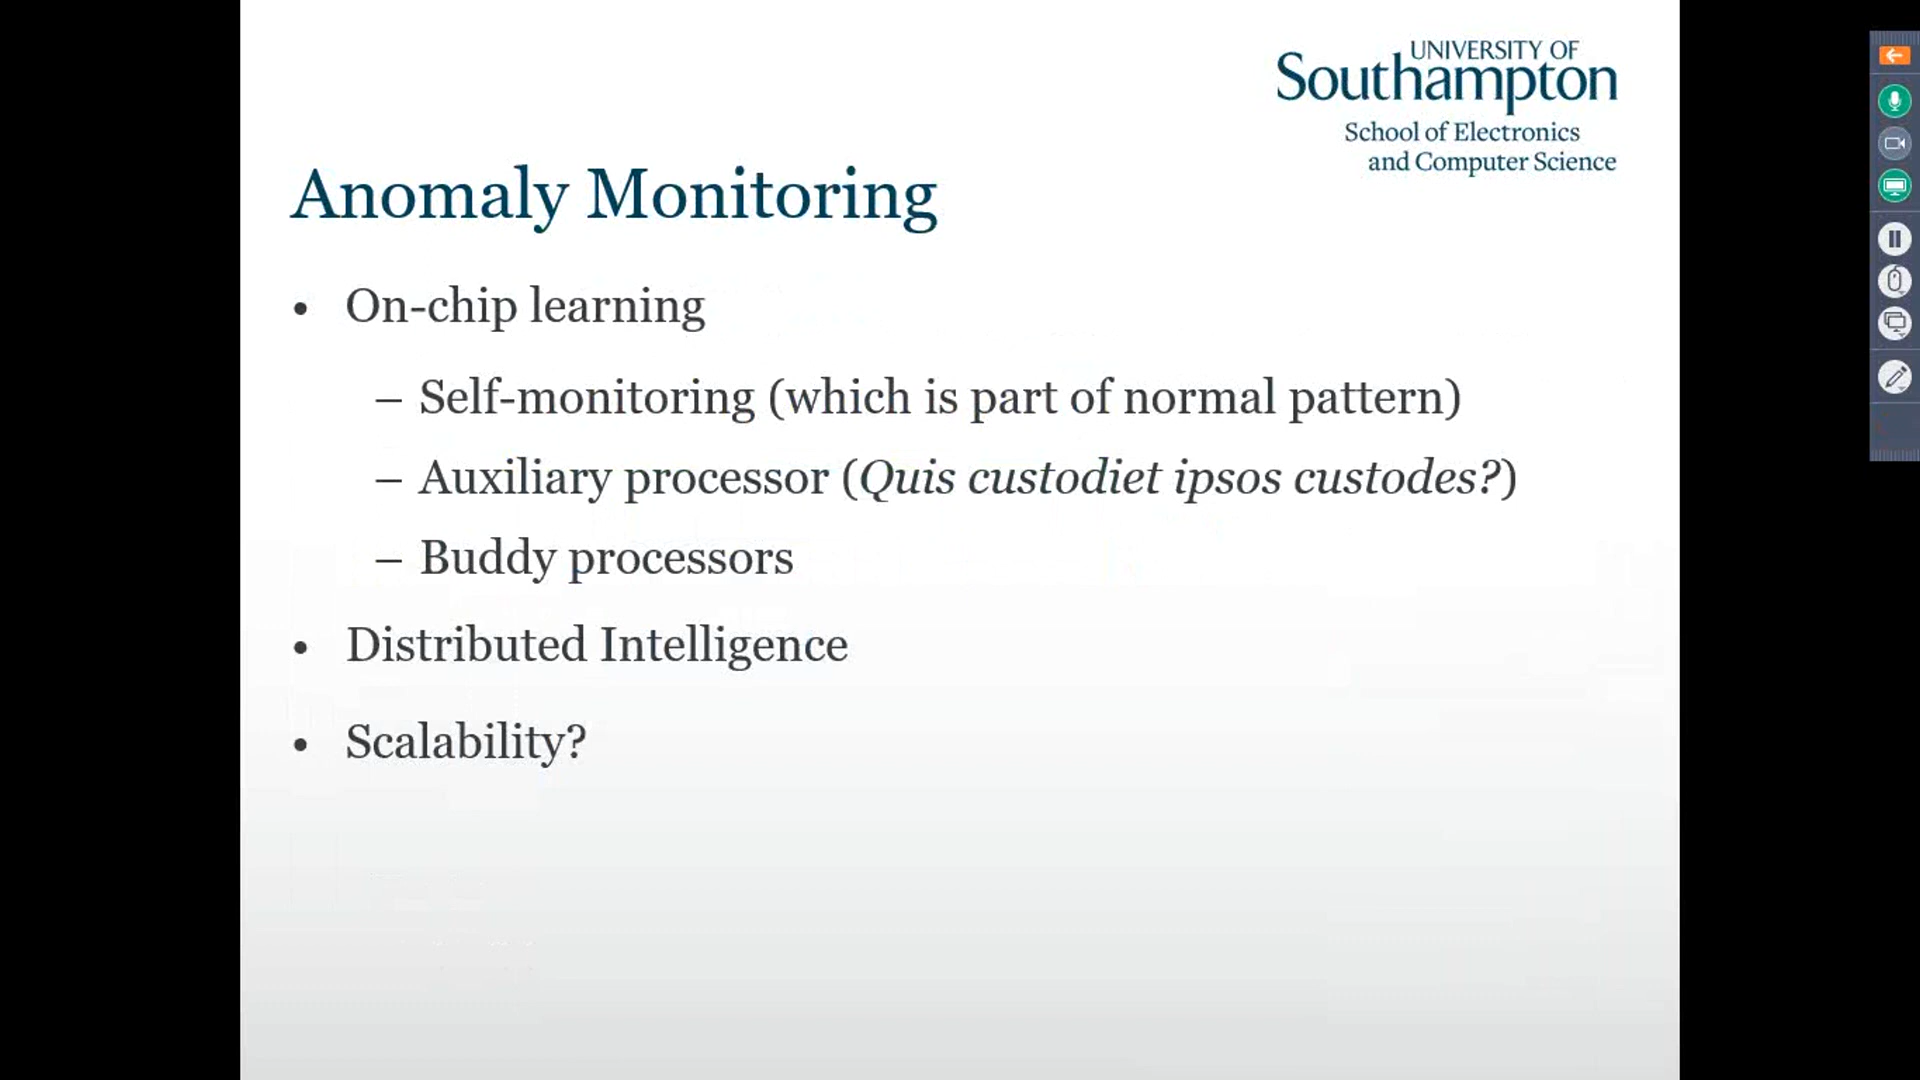 UNIVERSITY OF
Southampton
School of Electronics
and Computer Science
Anomaly Monitoring
• On-chip learning
– Self-monitoring (which is part of normal pattern)
– Auxiliary processor (Quis custodiet ipsos custodes?)
– Buddy processors
• Distributed Intelligence
• Scalability?